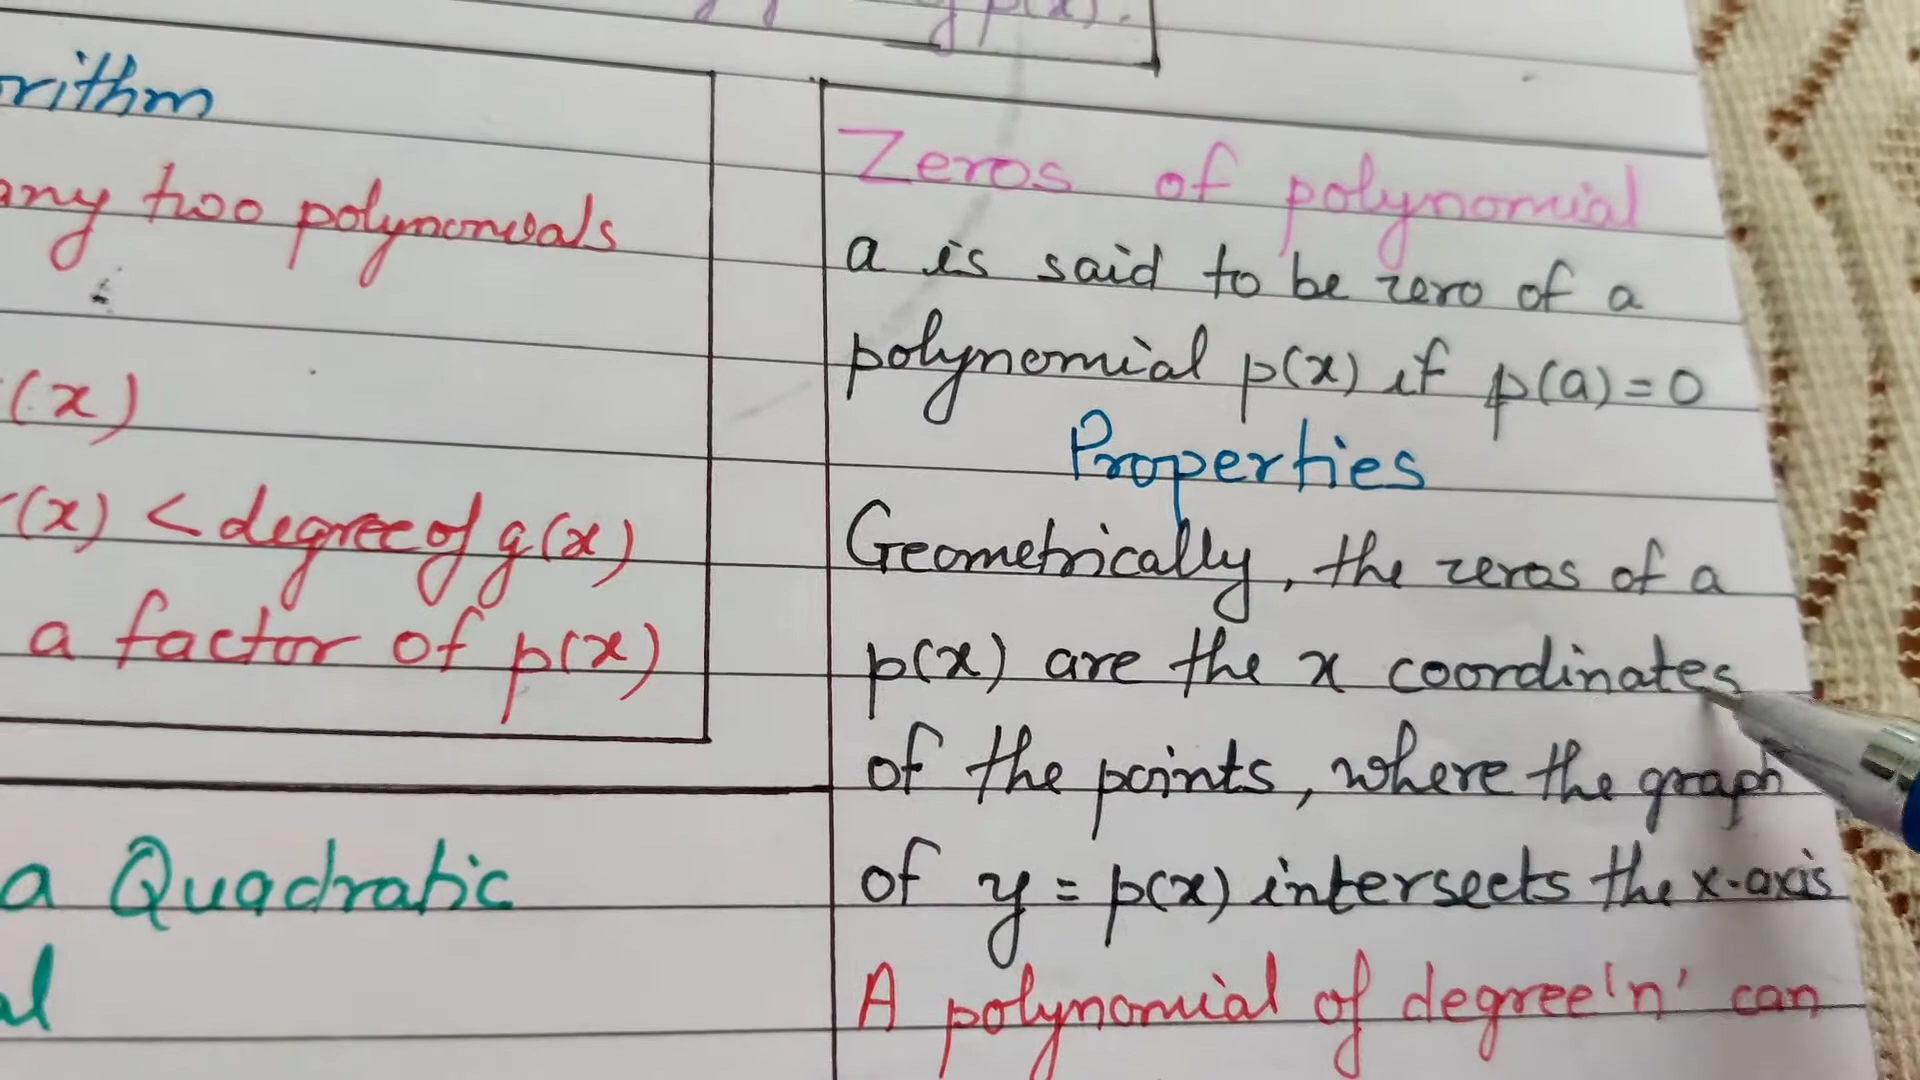 p(x).
rithm
any two polynomials
(x)
r(x) < degree of g(x)
a factor of p(x)
a Quadratic
al
Zeros of polynomial
a is said to be zero of a
polynomial p(x) if p(a)=0
Properties
Geometrically, the zeros of a
p(x) are the x coordinates
of the points, where the graph
of y = p(x) intersects the x-axis
A polynomial of degree 'n' can